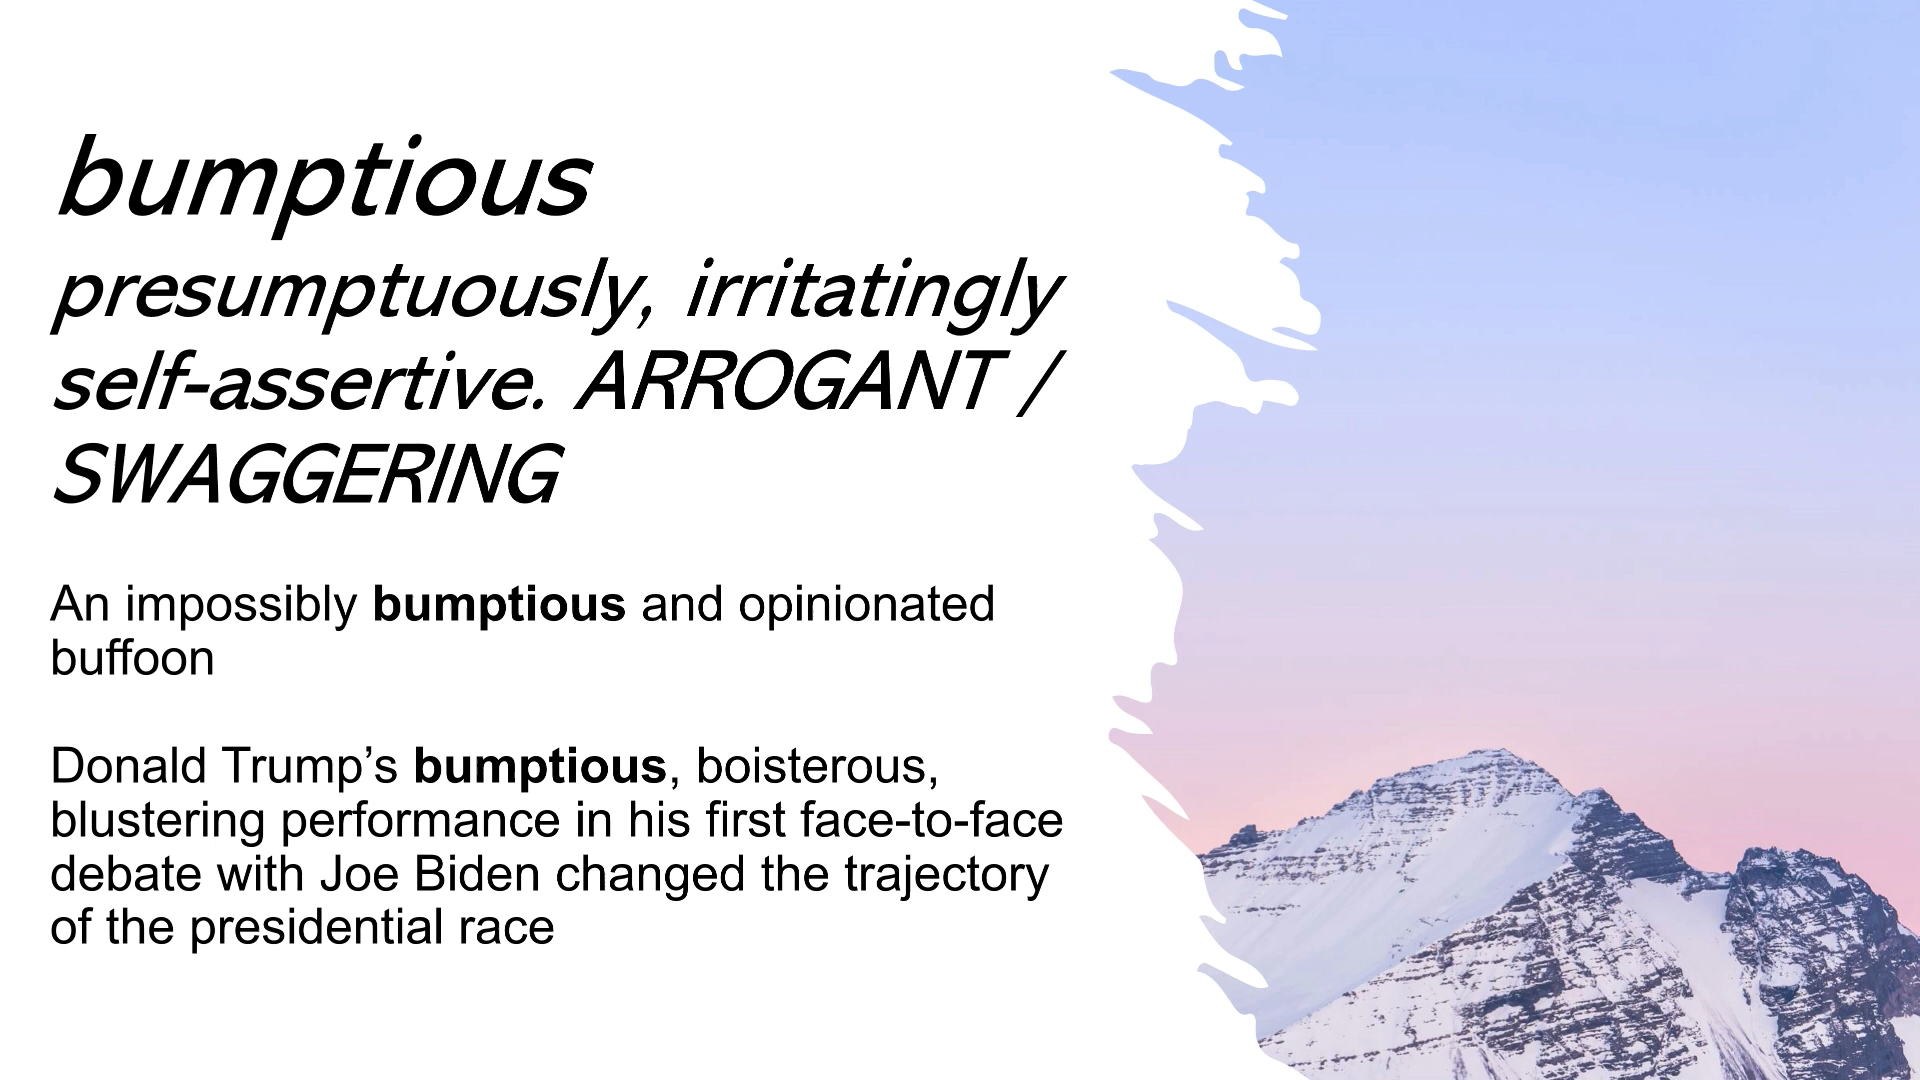 bumptious
presumptuously, irritatingly
self-assertive. ARROGANT /
SWAGGERING
An impossibly bumptious and opinionated
buffoon
Donald Trump’s bumptious, boisterous,
blustering performance in his first face-to-face
debate with Joe Biden changed the trajectory
of the presidential race